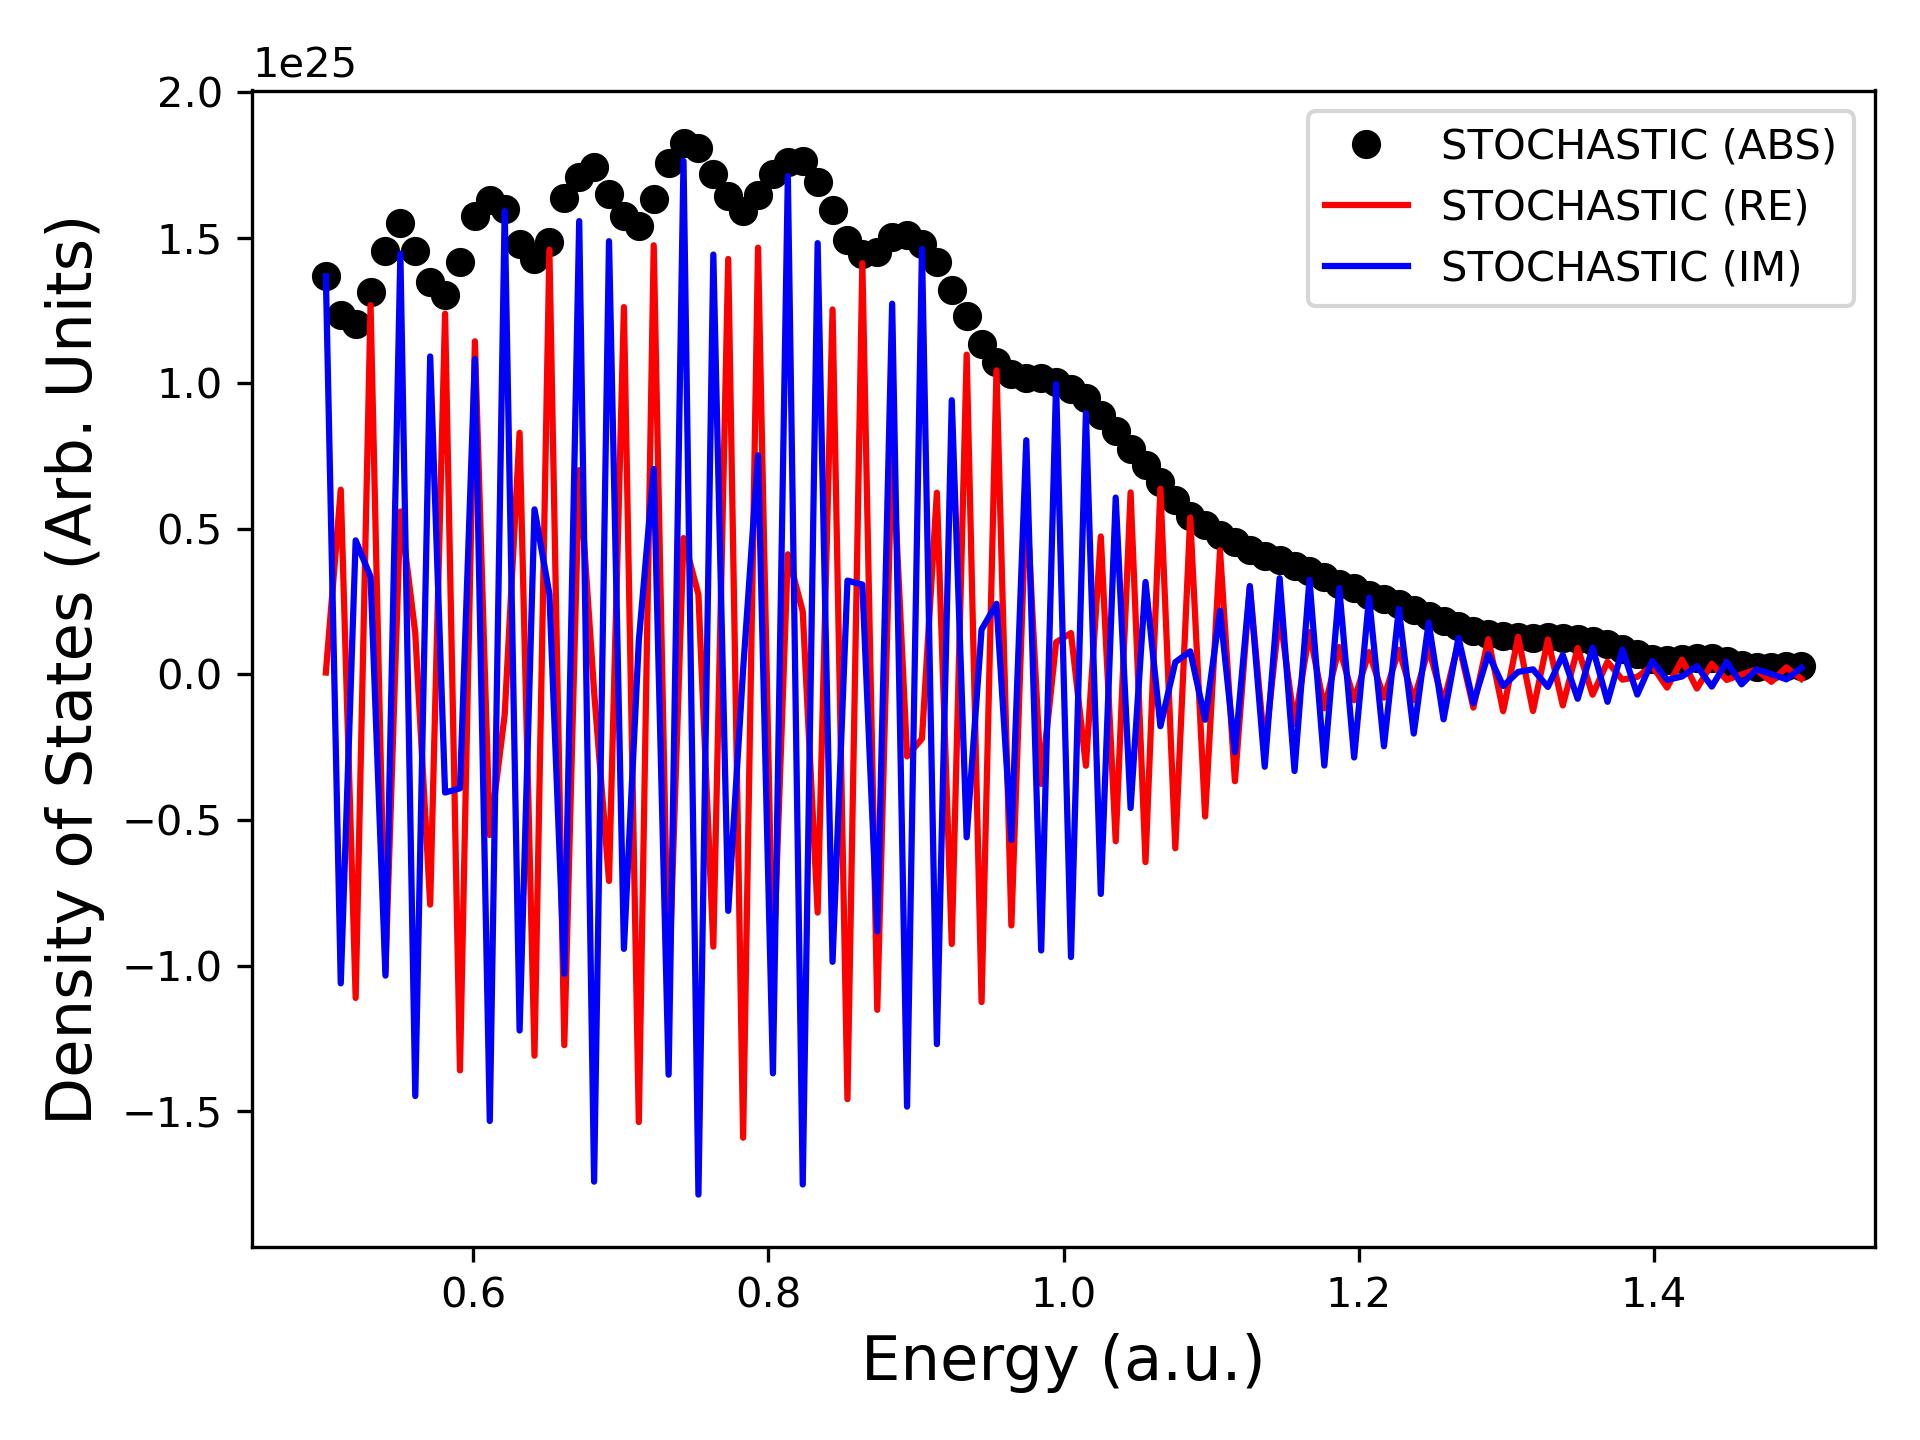 1e25
2.0
1.5
1.0
0.5
0.0
−0.5
−1.0
−1.5
Density of States (Arb. Units)
STOCHASTIC (ABS)
STOCHASTIC (RE)
STOCHASTIC (IM)
0.6 0.8 1.0 1.2 1.4
Energy (a.u.)